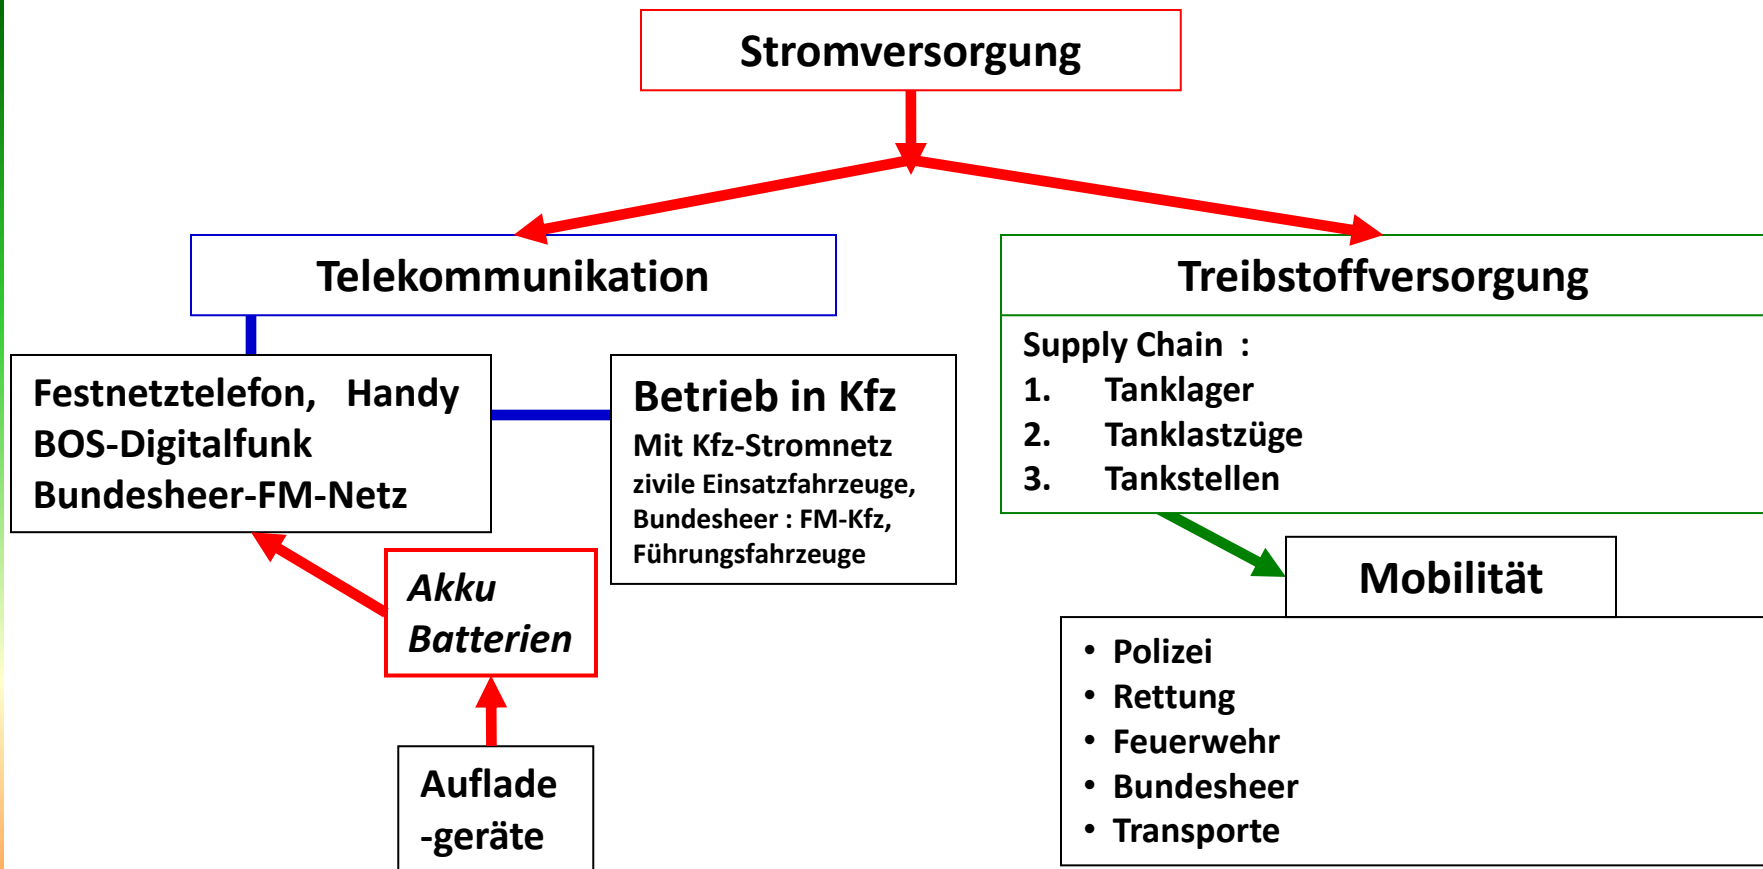 Stromversorgung
Telekommunikation
Treibstoffversorgung
Supply Chain :
1. Tanklager
2. Tanklastzüge
3. Tankstellen
Festnetztelefon, Handy
BOS-Digitalfunk
Bundesheer-FM-Netz
Betrieb in Kfz
Mit Kfz-Stromnetz
zivile Einsatzfahrzeuge,
Bundesheer : FM-Kfz,
Führungsfahrzeuge
Akku
Batterien
Auflade
-geräte
Mobilität
• Polizei
• Rettung
• Feuerwehr
• Bundesheer
• Transporte